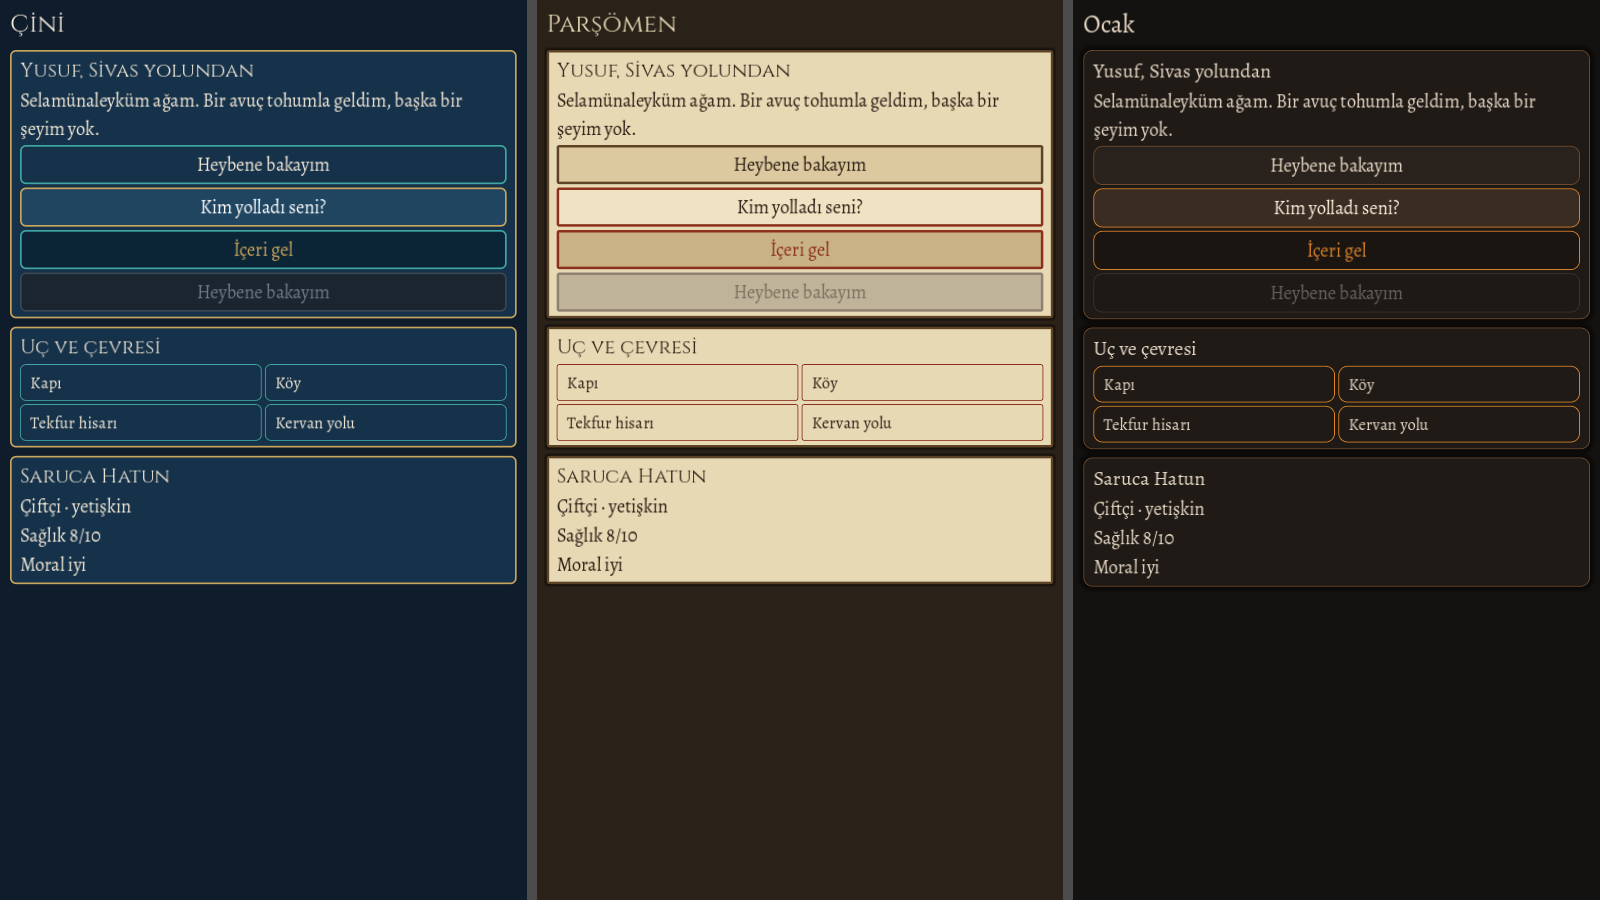 Çini
Yusuf, Sivas yolundan
Selamünaleyküm ağam. Bir avuç tohumla geldim, başka bir
şeyim yok.
Heybene bakayım
Kim yolladı seni?
İçeri gel
Heybene bakayım
Uç ve çevresi
Kapı
Köy
Tekfur hisarı
Kervan yolu
Saruca Hatun
Çiftçi · yetişkin
Sağlık 8/10
Moral iyi
Parşömen
Yusuf, Sivas yolundan
Selamünaleyküm ağam. Bir avuç tohumla geldim, başka bir
şeyim yok.
Heybene bakayım
Kim yolladı seni?
İçeri gel
Heybene bakayım
Uç ve çevresi
Kapı
Köy
Tekfur hisarı
Kervan yolu
Saruca Hatun
Çiftçi · yetişkin
Sağlık 8/10
Moral iyi
Ocak
Yusuf, Sivas yolundan
Selamünaleyküm ağam. Bir avuç tohumla geldim, başka bir
şeyim yok.
Heybene bakayım
Kim yolladı seni?
İçeri gel
Heybene bakayım
Uç ve çevresi
Kapı
Köy
Tekfur hisarı
Kervan yolu
Saruca Hatun
Çiftçi · yetişkin
Sağlık 8/10
Moral iyi